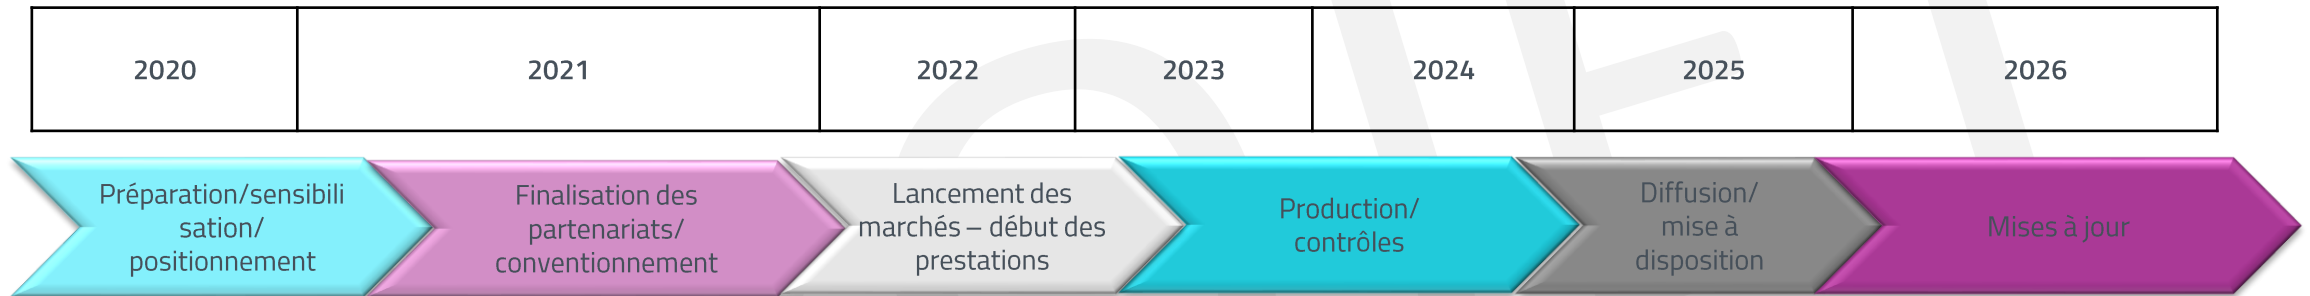 2020 2021 2022 2023 2024 2025 2026
Préparation/sensibili
sation/
positionnement
Finalisation des
partenariats/
conventionnement
Lancement des
marchés – début des
prestations
Production/
contrôles
Diffusion/
mise à
disposition
Mises à jour